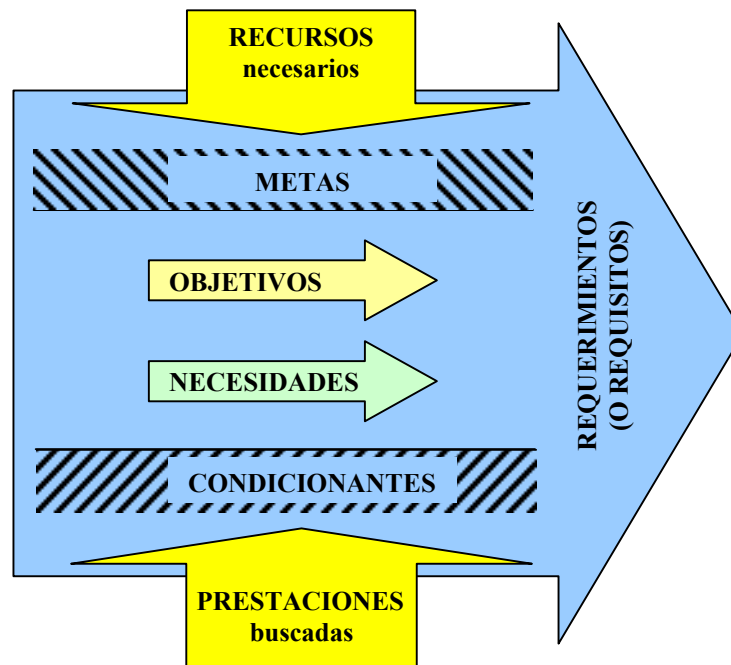 RECURSOS
necesarios
METAS
OBJETIVOS
NECESIDADES
CONDICIONANTES
PRESTACIONES
buscadas
REQUERIMIENTOS
(O REQUISITOS)